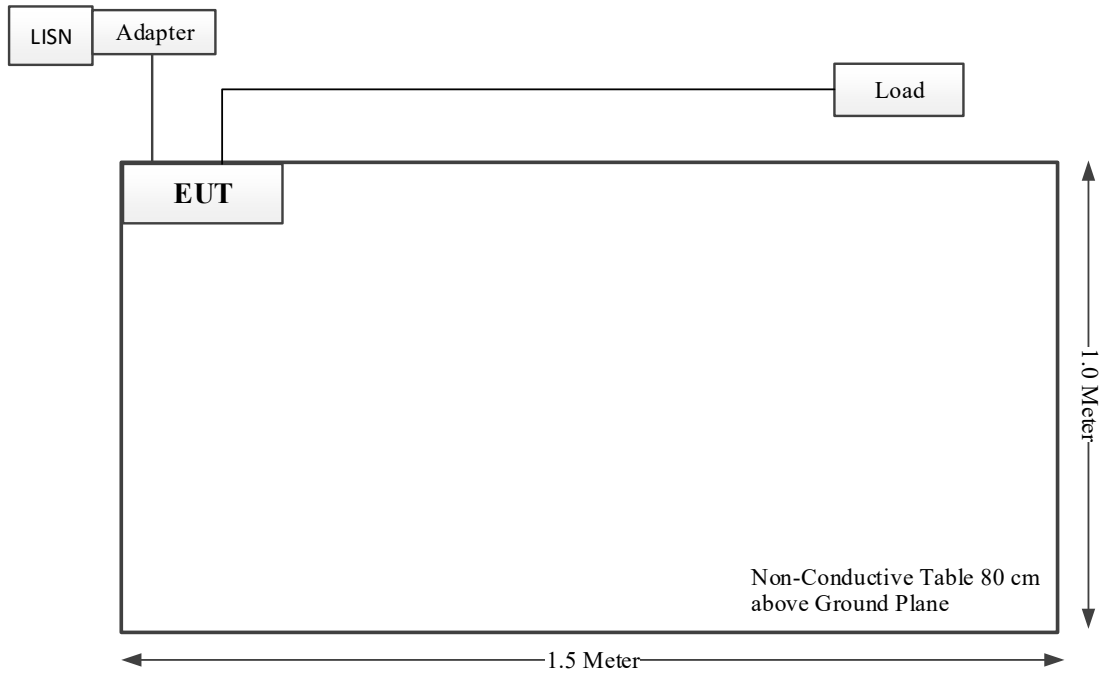 LISN
Adapter
Load
EUT
1.0 Meter
Non-Conductive Table 80 cm
above Ground Plane
1.5 Meter